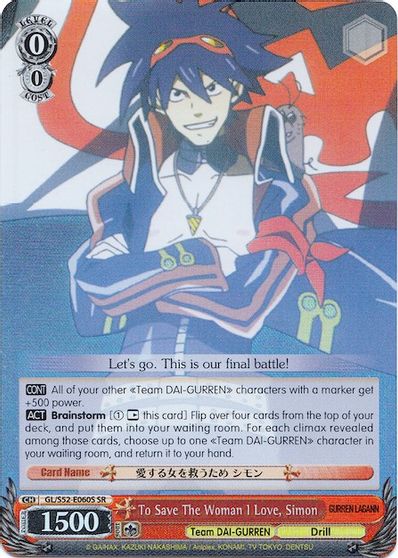 LEVEL
0
0
COST
Let's go. This is our final battle!
CONT All of your other «Team DAI-GURREN» characters with a marker get
+500 power.
ACT Brainstorm [① this card] Flip over four cards from the top of your
deck, and put them into your waiting room. For each climax revealed
among those cards, choose up to one «Team DAI-GURREN» character in
your waiting room, and return it to your hand.
Card Name 愛する女を救うため シモン
CH GL/S52-E060S SR
To Save The Woman I Love, Simon GURREN LAGANN
POWER 1500 SOUL Team DAI-GURREN Drill
© GAINAX, KAZUKI NAKASHIMA / Aniplex, KONAMI, TV TOKYO, DENTSU